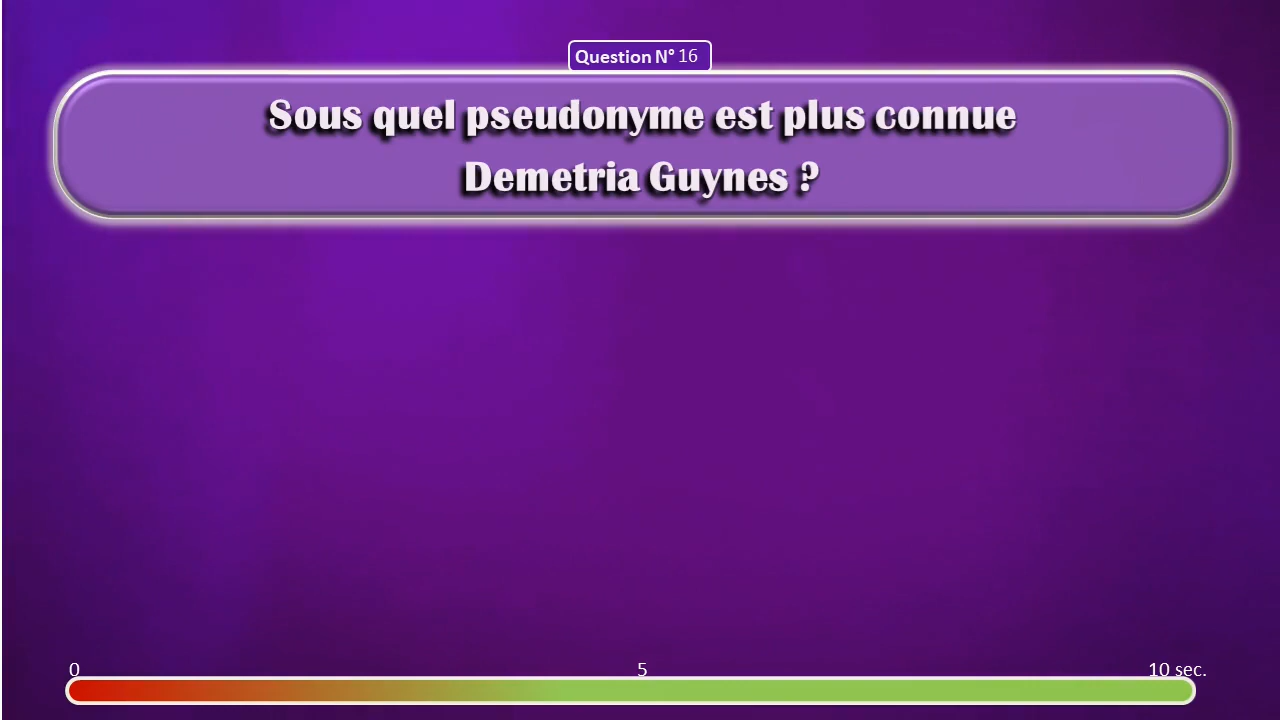 Question N° 16
Sous quel pseudonyme est plus connue
Demetria Guynes ?
0 5 10 sec.